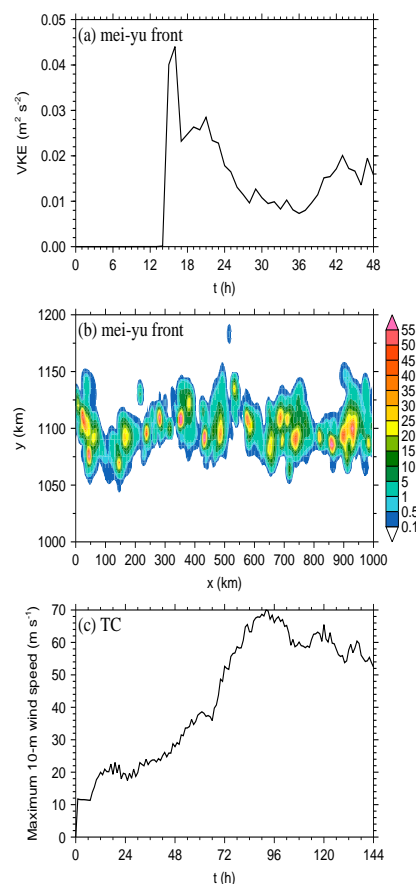 (a) mei-yu front
0.05
0.04
0.03
0.02
0.01
0.00
VKE (m² s⁻²)
0 6 12 18 24 30 36 42 48
t (h)
(b) mei-yu front
1200
1150
1100
1050
1000
y (km)
0 100 200 300 400 500 600 700 800 900 1000
x (km)
55
50
45
40
35
30
25
20
15
10
5
1
0.5
0.1
(c) TC
70
60
50
40
30
20
10
0
Maximum 10-m wind speed (m s⁻¹)
0 24 48 72 96 120 144
t (h)